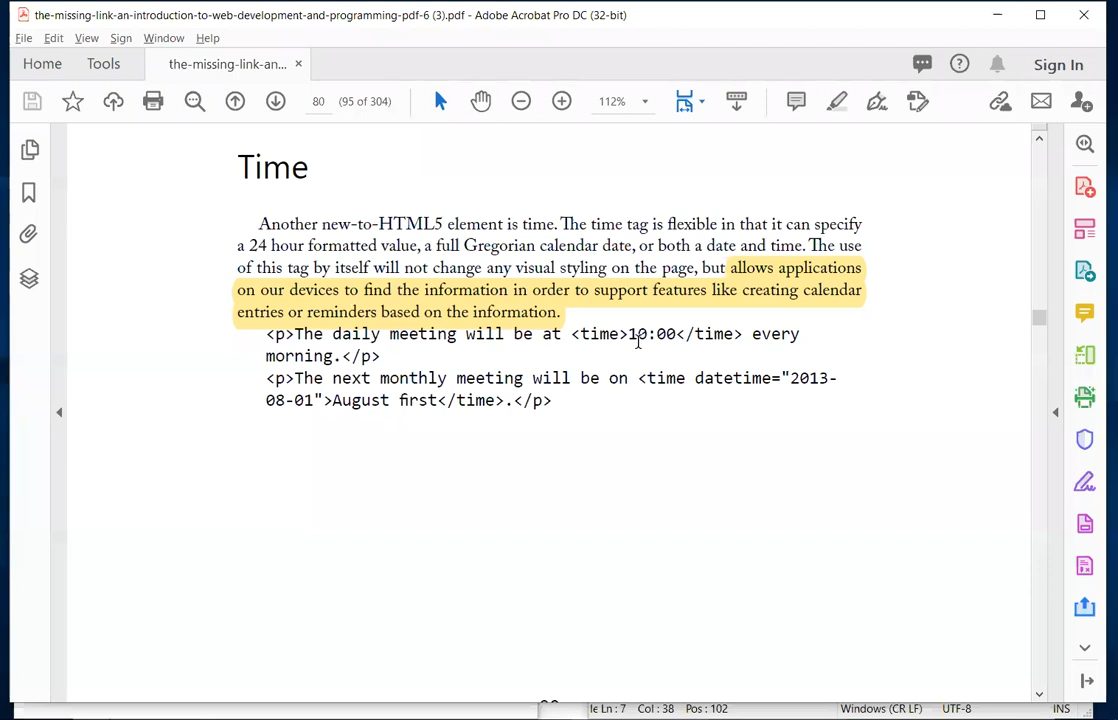 the-missing-link-an-introduction-to-web-development-and-programming-pdf-6 (3).pdf - Adobe Acrobat Pro DC (32-bit)
File Edit View Sign Window Help
Home Tools the-missing-link-an... × Sign In
80 (95 of 304) 112%
Time
Another new-to-HTML5 element is time. The time tag is flexible in that it can specify
a 24 hour formatted value, a full Gregorian calendar date, or both a date and time. The use
of this tag by itself will not change any visual styling on the page, but allows applications
on our devices to find the information in order to support features like creating calendar
entries or reminders based on the information.
<p>The daily meeting will be at <time>10:00</time> every
morning.</p>
<p>The next monthly meeting will be on <time datetime="2013-
08-01">August first</time>.</p>
le Ln : 7 Col : 38 Pos : 102 Windows (CR LF) UTF-8 INS